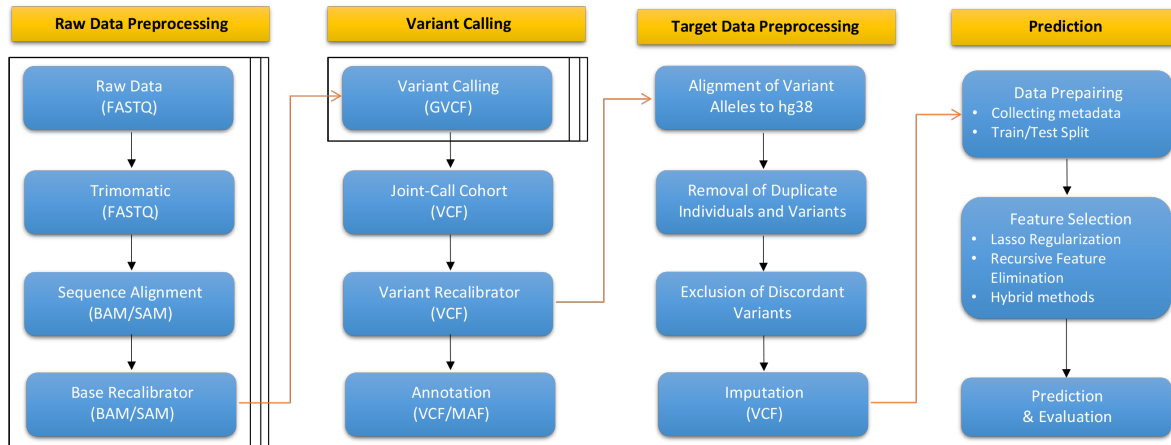 Raw Data Preprocessing
Raw Data
(FASTQ)
Trimomatic
(FASTQ)
Sequence Alignment
(BAM/SAM)
Base Recalibrator
(BAM/SAM)
Variant Calling
Variant Calling
(GVCF)
Joint-Call Cohort
(VCF)
Variant Recalibrator
(VCF)
Annotation
(VCF/MAF)
Target Data Preprocessing
Alignment of Variant
Alleles to hg38
Removal of Duplicate
Individuals and Variants
Exclusion of Discordant
Variants
Imputation
(VCF)
Prediction
Data Prepairing
• Collecting metadata
• Train/Test Split
Feature Selection
• Lasso Regularization
• Recursive Feature
Elimination
• Hybrid methods
Prediction
& Evaluation